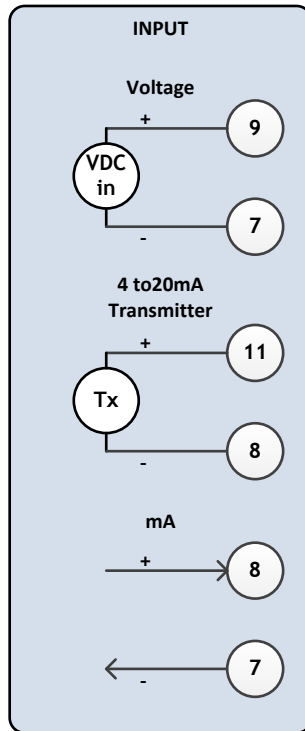 INPUT
Voltage
+
9
VDC
in
-
7
4 to20mA
Transmitter
+
11
Tx
-
8
mA
+
8
-
7